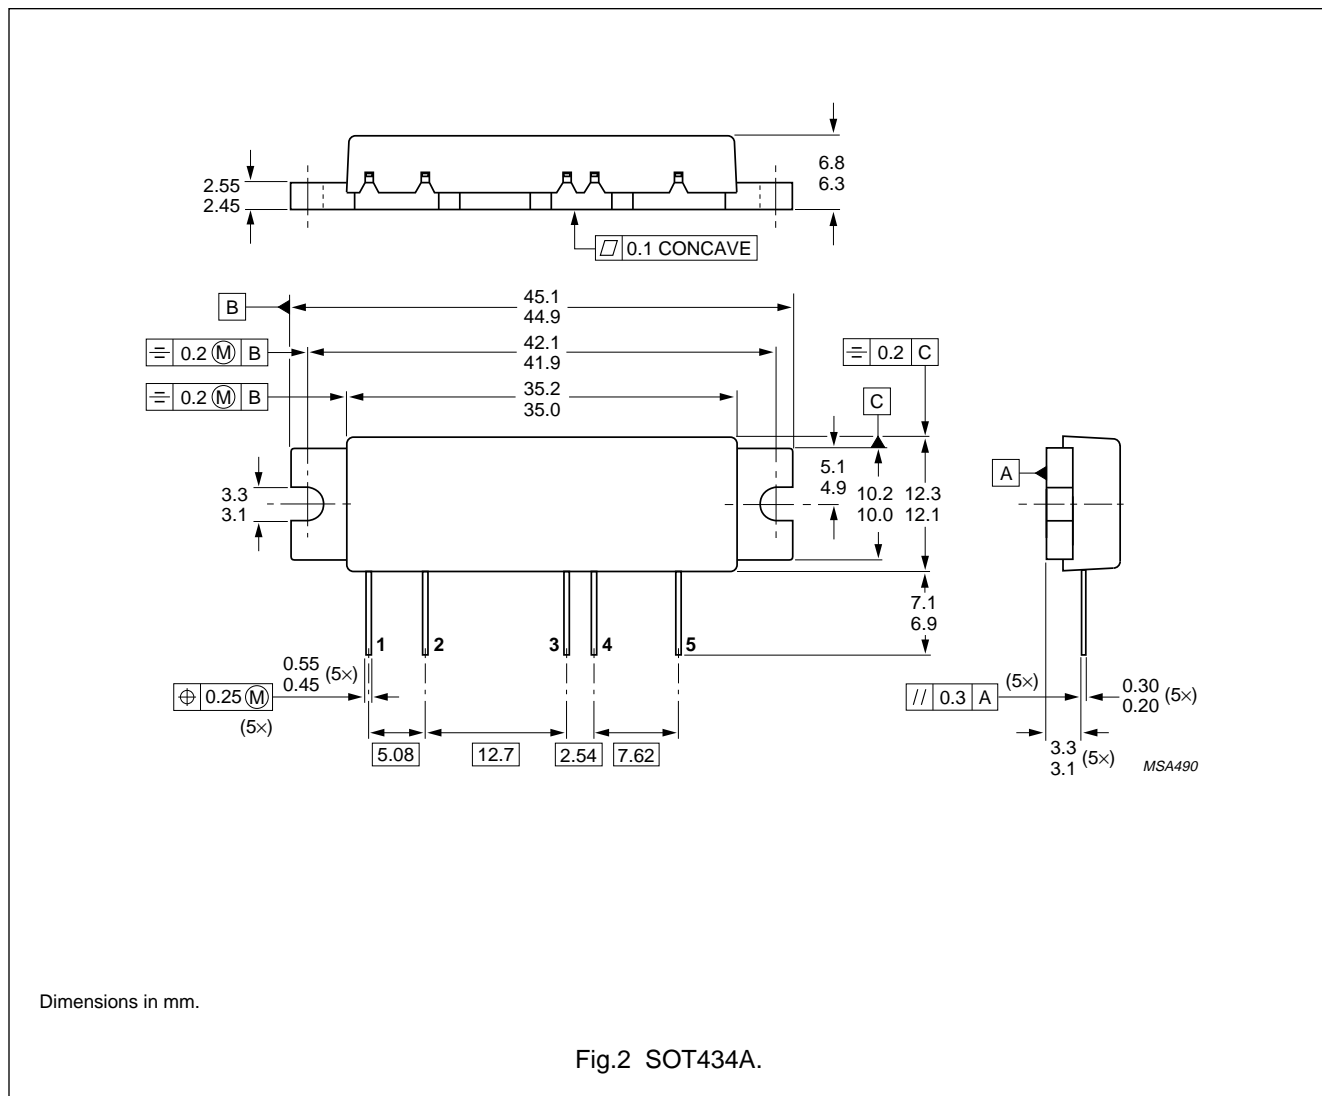 6.8
6.3
2.55
2.45
0.1 CONCAVE
B
45.1
44.9
0.2 M B
42.1
41.9
0.2 C
0.2 M B
35.2
35.0
C
5.1
4.9
10.2
10.0
12.3
12.1
A
3.3
3.1
7.1
6.9
1 2 3 4 5
0.55
0.45 (5×)
0.25 M
(5×)
5.08 12.7 2.54 7.62
(5×)
// 0.3 A
0.30
0.20 (5×)
3.3
3.1 (5×)
MSA490
Dimensions in mm.
Fig.2 SOT434A.